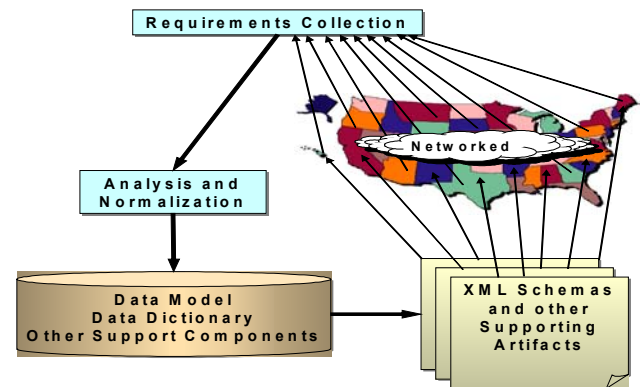 Requirements Collection
Networked
Analysis and
Normalization
Data Model
Data Dictionary
Other Support Components
XML Schemas
and other
Supporting
Artifacts